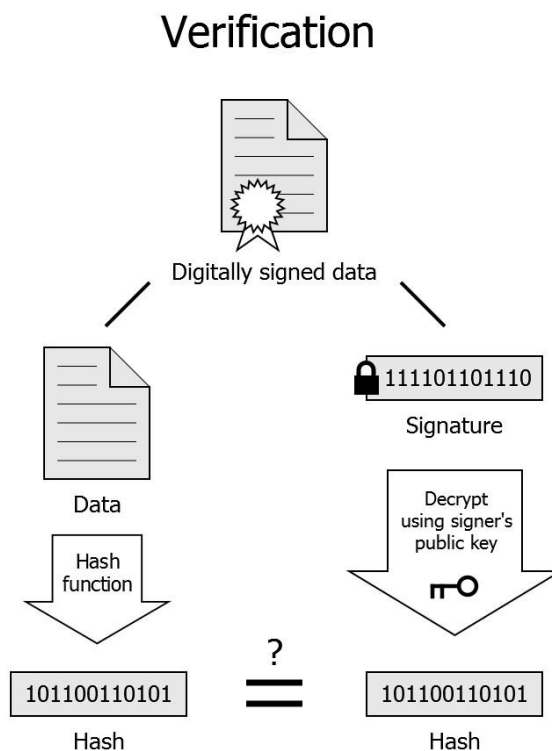 Verification
Digitally signed data
111101101110
Signature
Data
Decrypt
using signer's
public key
Hash
function
?
101100110101
=
101100110101
Hash
Hash